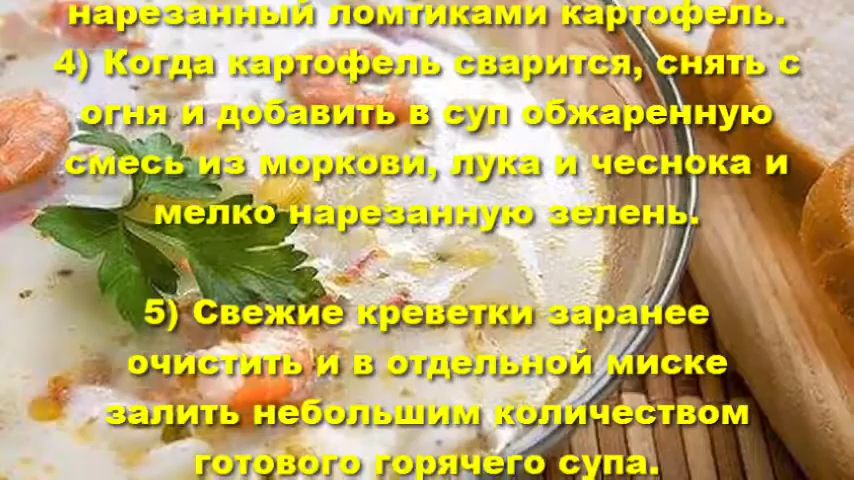 нарезанный ломтиками картофель.
4) Когда картофель сварится, снять с
огня и добавить в суп обжаренную
смесь из моркови, лука и чеснока и
мелко нарезанную зелень.
5) Свежие креветки заранее
очистить и в отдельной миске
залить небольшим количеством
готового горячего супа.